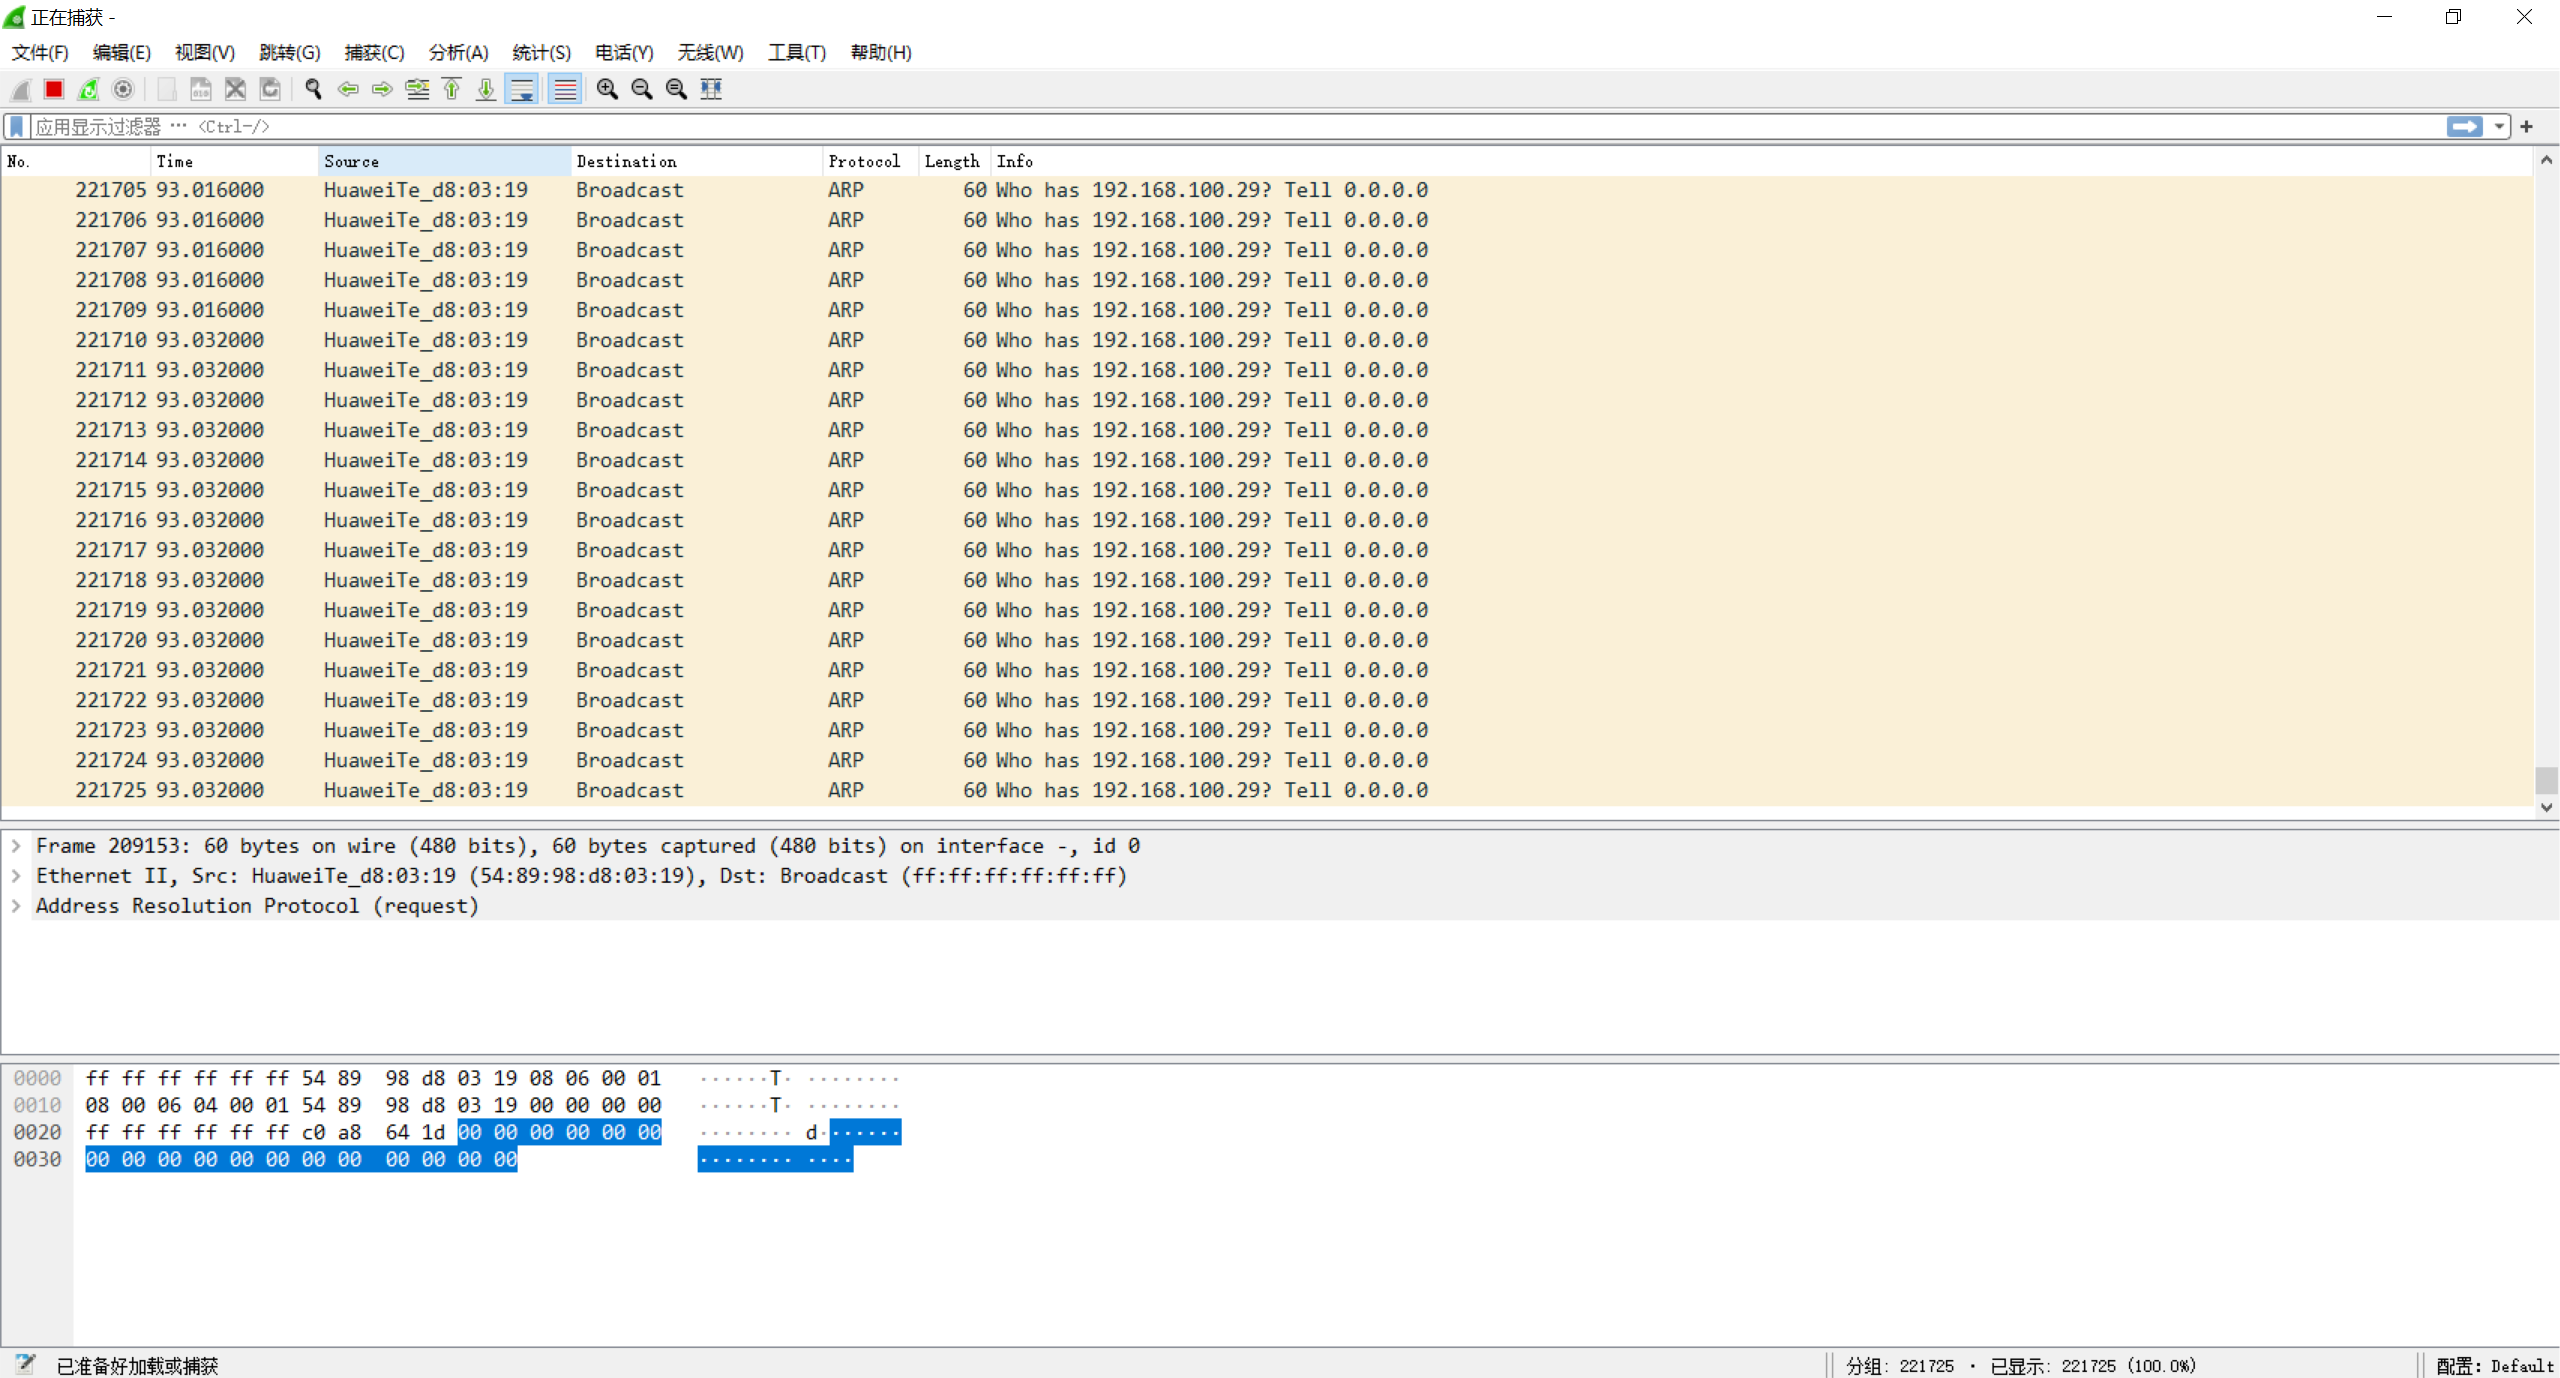 正在捕获 -
文件(F) 编辑(E) 视图(V) 跳转(G) 捕获(C) 分析(A) 统计(S) 电话(Y) 无线(W) 工具(T) 帮助(H)
应用显示过滤器 … <Ctrl-/>
No. Time Source Destination Protocol Length Info
221705 93.016000 HuaweiTe_d8:03:19 Broadcast ARP 60 Who has 192.168.100.29? Tell 0.0.0.0
221706 93.016000 HuaweiTe_d8:03:19 Broadcast ARP 60 Who has 192.168.100.29? Tell 0.0.0.0
221707 93.016000 HuaweiTe_d8:03:19 Broadcast ARP 60 Who has 192.168.100.29? Tell 0.0.0.0
221708 93.016000 HuaweiTe_d8:03:19 Broadcast ARP 60 Who has 192.168.100.29? Tell 0.0.0.0
221709 93.016000 HuaweiTe_d8:03:19 Broadcast ARP 60 Who has 192.168.100.29? Tell 0.0.0.0
221710 93.032000 HuaweiTe_d8:03:19 Broadcast ARP 60 Who has 192.168.100.29? Tell 0.0.0.0
221711 93.032000 HuaweiTe_d8:03:19 Broadcast ARP 60 Who has 192.168.100.29? Tell 0.0.0.0
221712 93.032000 HuaweiTe_d8:03:19 Broadcast ARP 60 Who has 192.168.100.29? Tell 0.0.0.0
221713 93.032000 HuaweiTe_d8:03:19 Broadcast ARP 60 Who has 192.168.100.29? Tell 0.0.0.0
221714 93.032000 HuaweiTe_d8:03:19 Broadcast ARP 60 Who has 192.168.100.29? Tell 0.0.0.0
221715 93.032000 HuaweiTe_d8:03:19 Broadcast ARP 60 Who has 192.168.100.29? Tell 0.0.0.0
221716 93.032000 HuaweiTe_d8:03:19 Broadcast ARP 60 Who has 192.168.100.29? Tell 0.0.0.0
221717 93.032000 HuaweiTe_d8:03:19 Broadcast ARP 60 Who has 192.168.100.29? Tell 0.0.0.0
221718 93.032000 HuaweiTe_d8:03:19 Broadcast ARP 60 Who has 192.168.100.29? Tell 0.0.0.0
221719 93.032000 HuaweiTe_d8:03:19 Broadcast ARP 60 Who has 192.168.100.29? Tell 0.0.0.0
221720 93.032000 HuaweiTe_d8:03:19 Broadcast ARP 60 Who has 192.168.100.29? Tell 0.0.0.0
221721 93.032000 HuaweiTe_d8:03:19 Broadcast ARP 60 Who has 192.168.100.29? Tell 0.0.0.0
221722 93.032000 HuaweiTe_d8:03:19 Broadcast ARP 60 Who has 192.168.100.29? Tell 0.0.0.0
221723 93.032000 HuaweiTe_d8:03:19 Broadcast ARP 60 Who has 192.168.100.29? Tell 0.0.0.0
221724 93.032000 HuaweiTe_d8:03:19 Broadcast ARP 60 Who has 192.168.100.29? Tell 0.0.0.0
221725 93.032000 HuaweiTe_d8:03:19 Broadcast ARP 60 Who has 192.168.100.29? Tell 0.0.0.0
Frame 209153: 60 bytes on wire (480 bits), 60 bytes captured (480 bits) on interface -, id 0
Ethernet II, Src: HuaweiTe_d8:03:19 (54:89:98:d8:03:19), Dst: Broadcast (ff:ff:ff:ff:ff:ff)
Address Resolution Protocol (request)
0000 ff ff ff ff ff ff 54 89 98 d8 03 19 08 06 00 01 ······T· ········
0010 08 00 06 04 00 01 54 89 98 d8 03 19 00 00 00 00 ······T· ········
0020 ff ff ff ff ff ff c0 a8 64 1d 00 00 00 00 00 00 ········ d·······
0030 00 00 00 00 00 00 00 00 00 00 00 00 ········ ····
已准备好加载或捕获 分组: 221725 · 已显示: 221725 (100.0%) 配置: Default